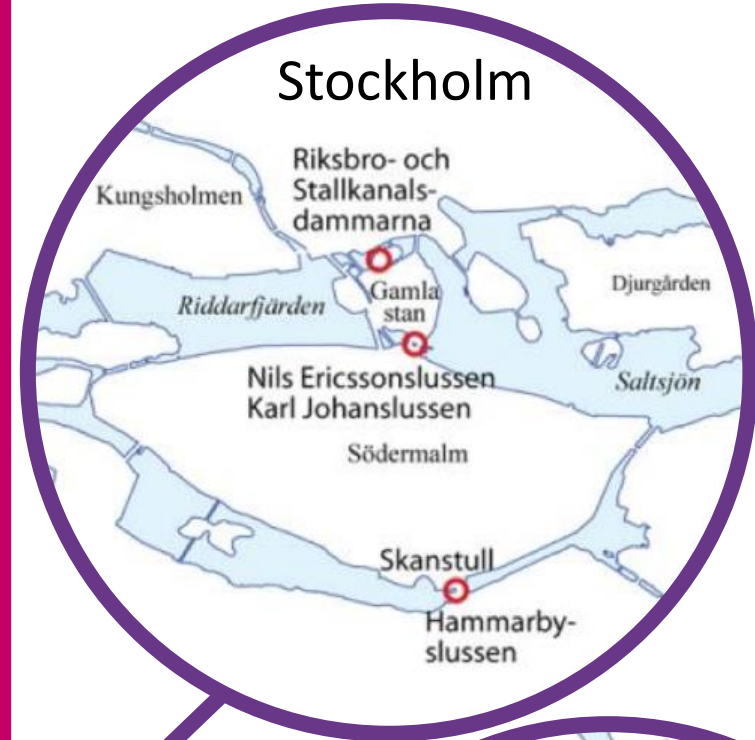 Stockholm
Riksbro- och
Stallkanals-
dammarna
Kungsholmen
Djurgården
Gamla
stan
Riddarfjärden
Nils Ericssonslussen
Karl Johanslussen
Saltsjön
Södermalm
Skanstull
Hammarby-
slussen